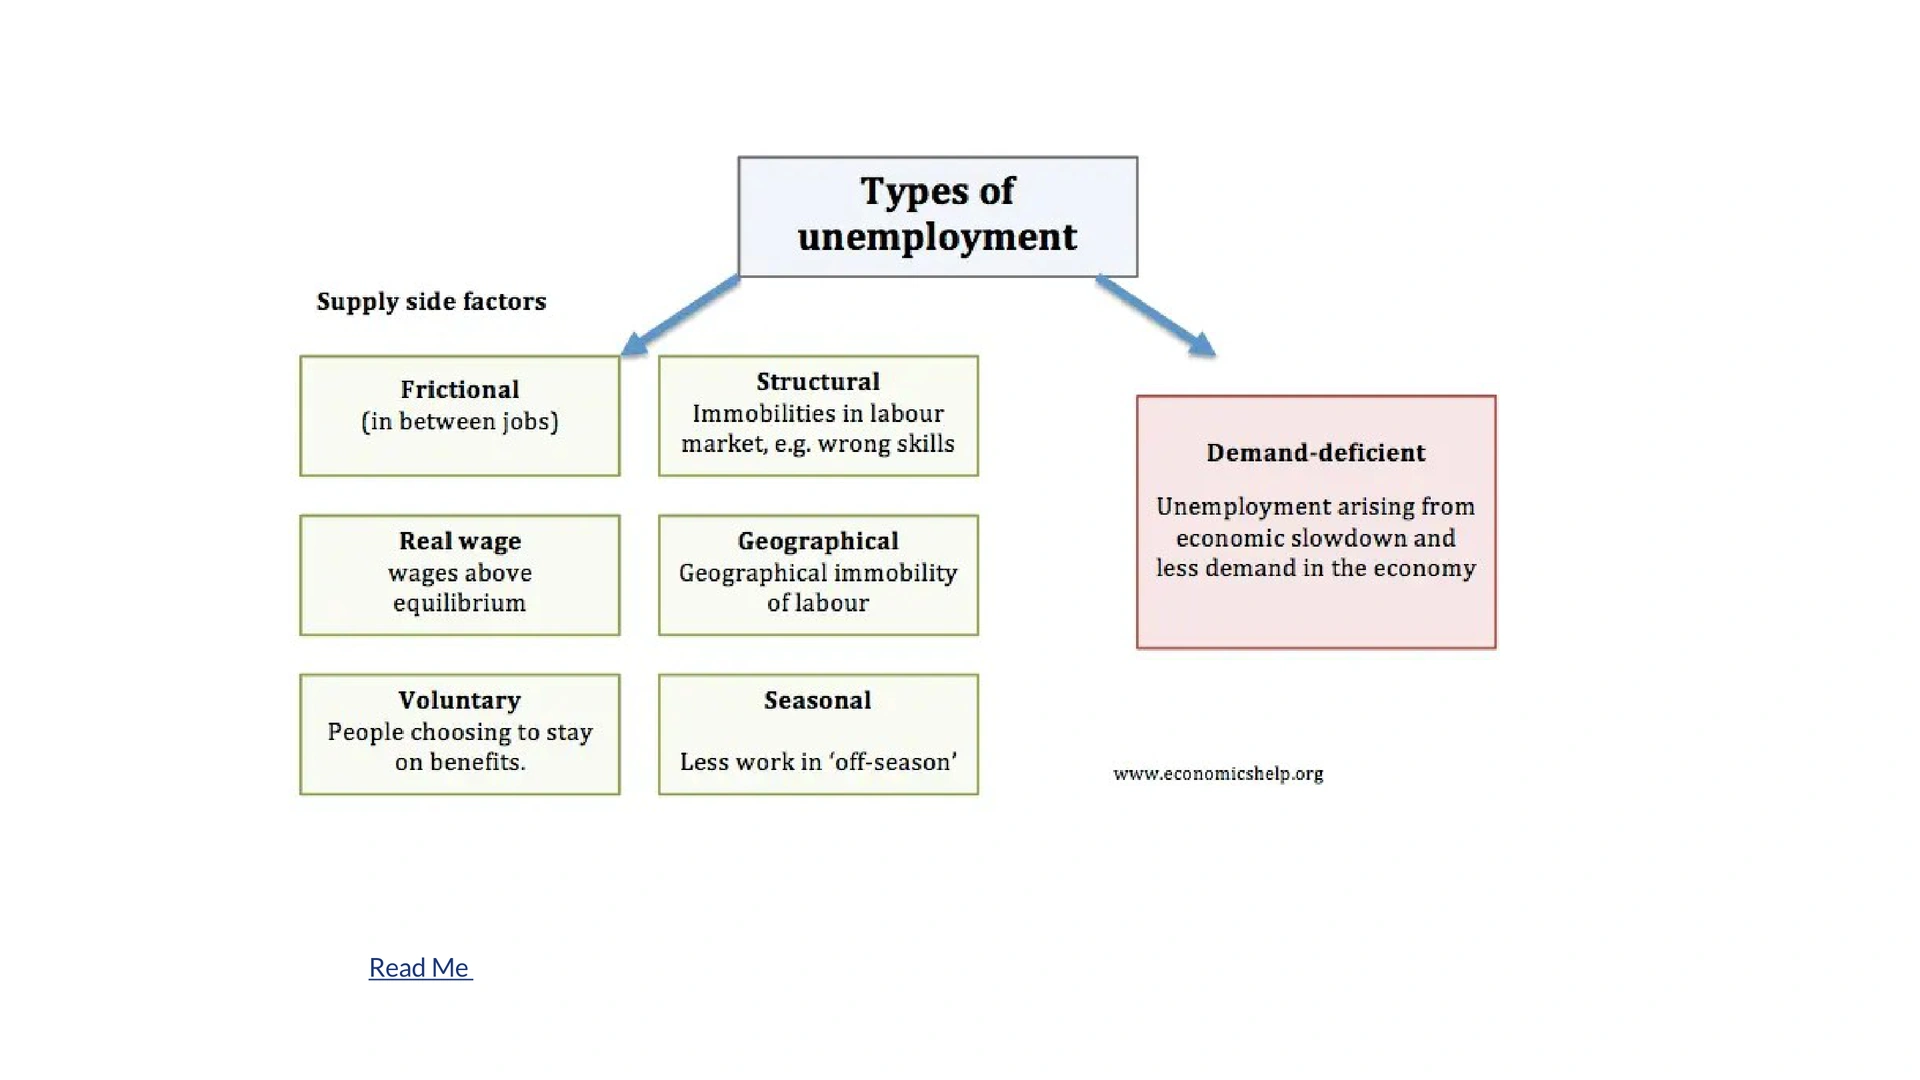 Types of
unemployment
Supply side factors
Frictional
(in between jobs)
Structural
Immobilities in labour
market, e.g. wrong skills
Real wage
wages above
equilibrium
Geographical
Geographical immobility
of labour
Voluntary
People choosing to stay
on benefits.
Seasonal
Less work in ‘off-season’
Demand-deficient
Unemployment arising from
economic slowdown and
less demand in the economy
www.economicshelp.org
Read Me